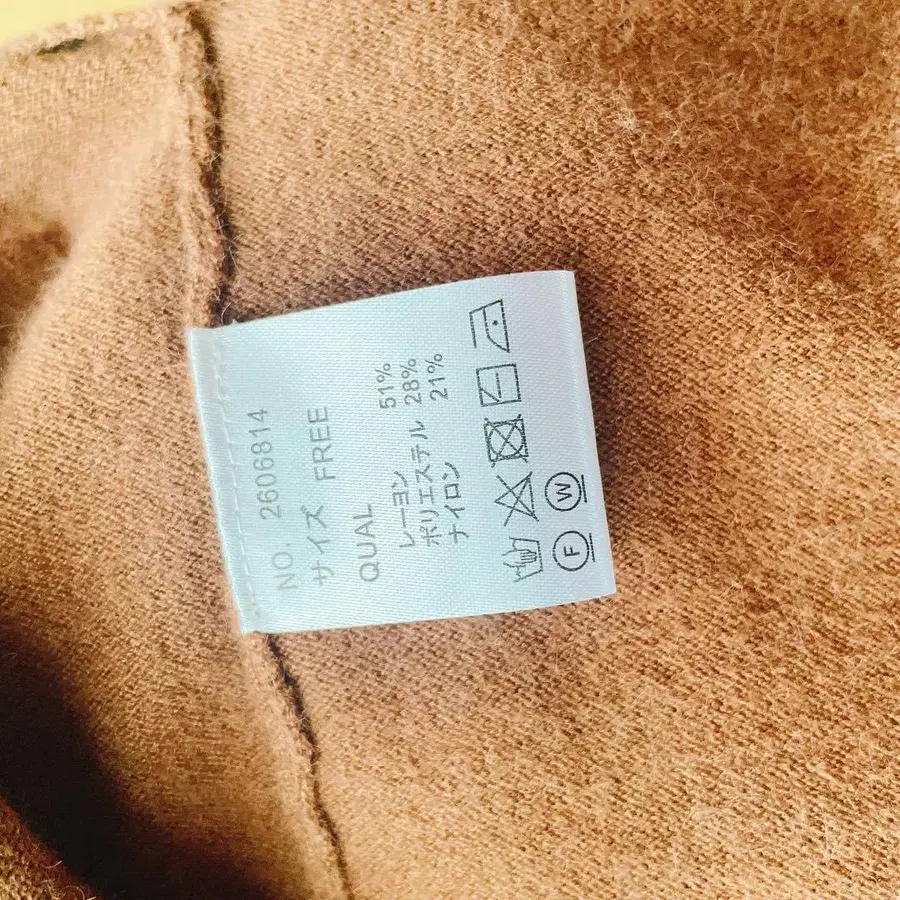 NO 2606814
サイズ FREE
QUAL
レーヨン 51%
ポリエステル 28%
ナイロン 21%
F W